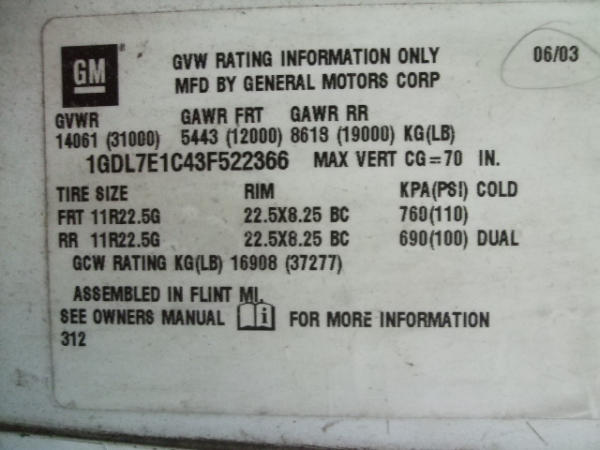 GM®
GVW RATING INFORMATION ONLY
06/03
MFD BY GENERAL MOTORS CORP
GVWR GAWR FRT GAWR RR
14061 (31000) 5443 (12000) 8618 (19000) KG(LB)
1GDL7E1C43F522366 MAX VERT CG=70 IN.
TIRE SIZE RIM KPA(PSI) COLD
FRT 11R22.5G 22.5X8.25 BC 760(110)
RR 11R22.5G 22.5X8.25 BC 690(100) DUAL
GCW RATING KG(LB) 16908 (37277)
ASSEMBLED IN FLINT MI.
SEE OWNERS MANUAL i FOR MORE INFORMATION
312